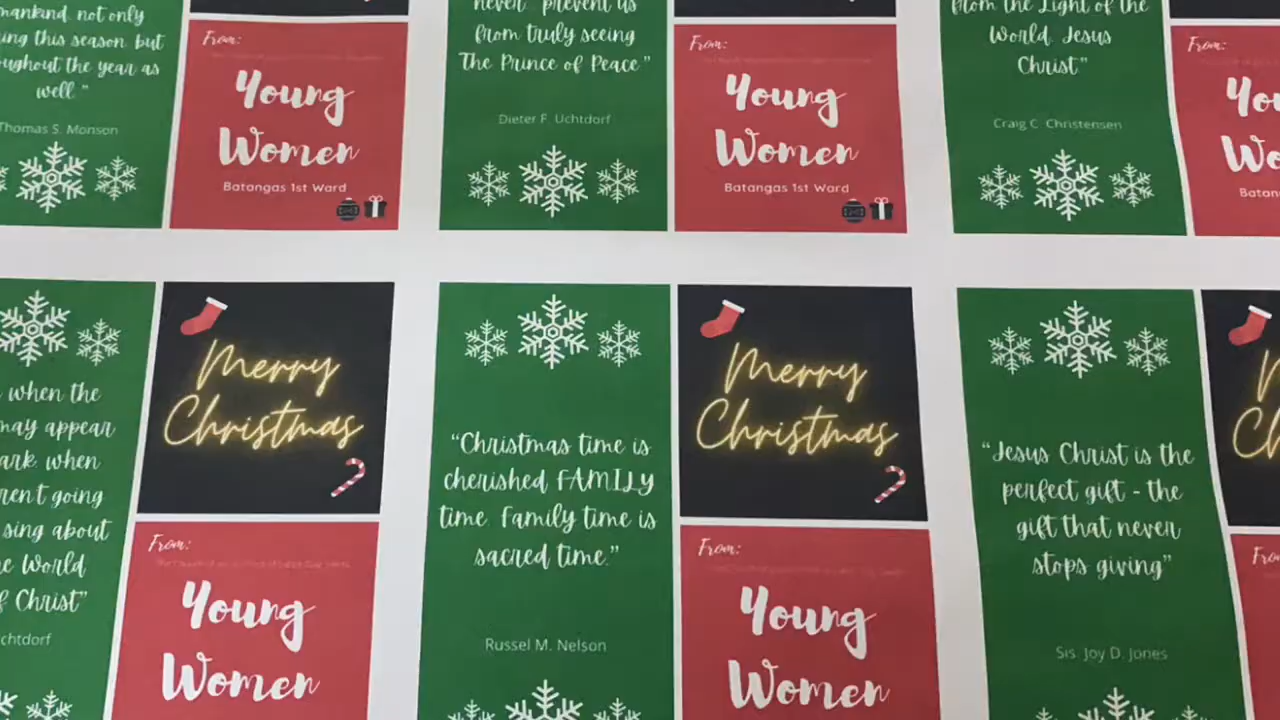 mankind, not only
ing this season, but
oughout the year as
well."
Thomas S. Monson
From:
Young
Women
Batangas 1st Ward
never prevent us
from truly seeing
The Prince of Peace."
Dieter F. Uchtdorf
From:
Young
Women
Batangas 1st Ward
from the Light of the
World, Jesus
Christ"
Craig C. Christensen
From:
You
Wo
Batan
when the
may appear
ark, when
ren't going
sing about
e World
f Christ"
chtdorf
Merry
Christmas
From:
Young
Women
"Christmas time is
cherished FAMILY
time. Family time is
sacred time."
Russel M. Nelson
Merry
Christmas
From:
Young
Women
"Jesus Christ is the
perfect gift - the
gift that never
stops giving"
Sis. Joy D. Jones
M
Ch
Fro